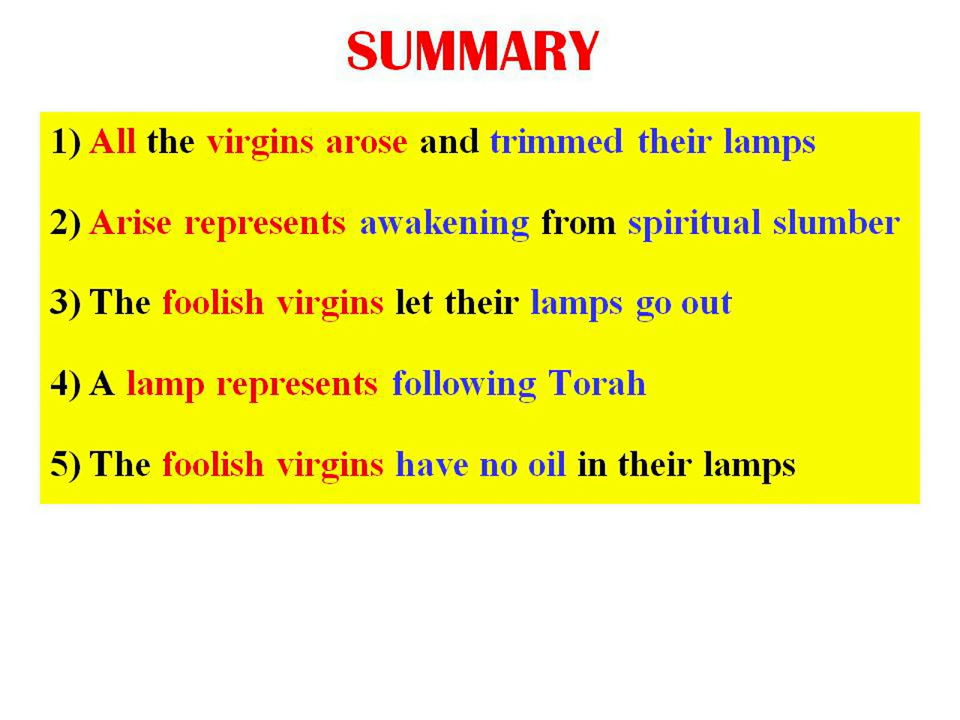 SUMMARY
1) All the virgins arose and trimmed their lamps
2) Arise represents awakening from spiritual slumber
3) The foolish virgins let their lamps go out
4) A lamp represents following Torah
5) The foolish virgins have no oil in their lamps